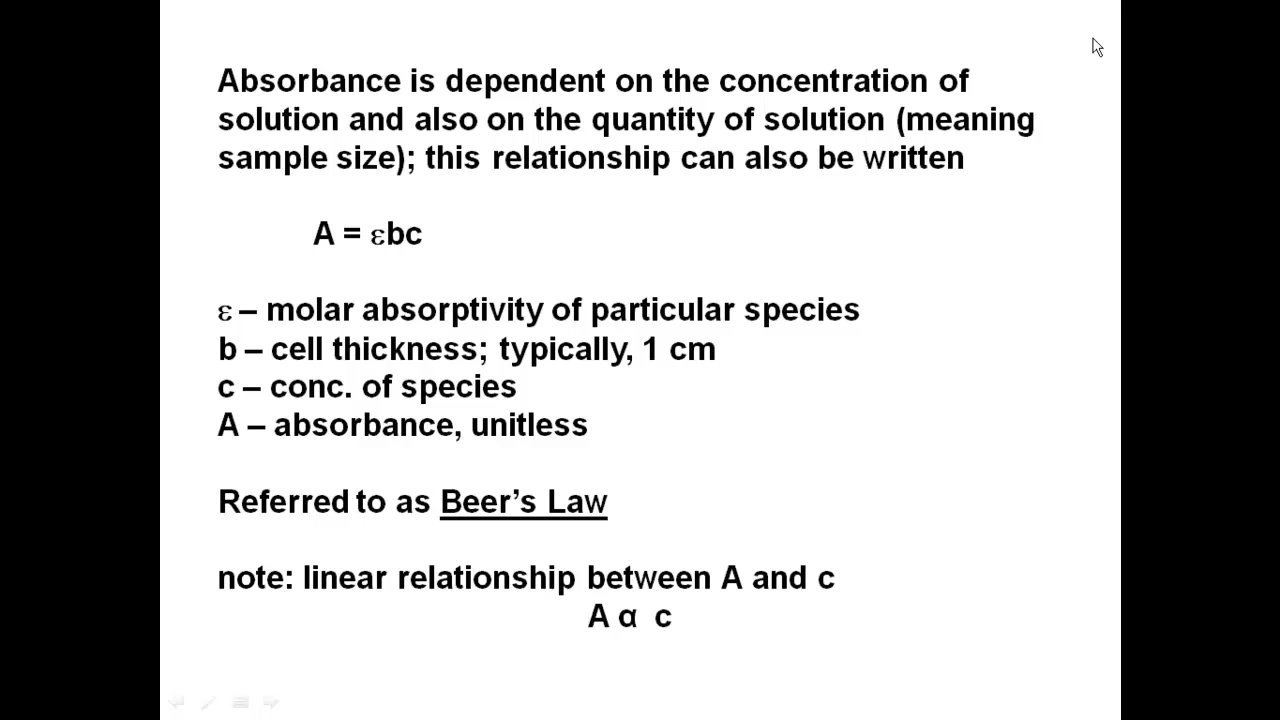 Absorbance is dependent on the concentration of
solution and also on the quantity of solution (meaning
sample size); this relationship can also be written
A = εbc
ε – molar absorptivity of particular species
b – cell thickness; typically, 1 cm
c – conc. of species
A – absorbance, unitless
Referred to as Beer’s Law
note: linear relationship between A and c
A α c